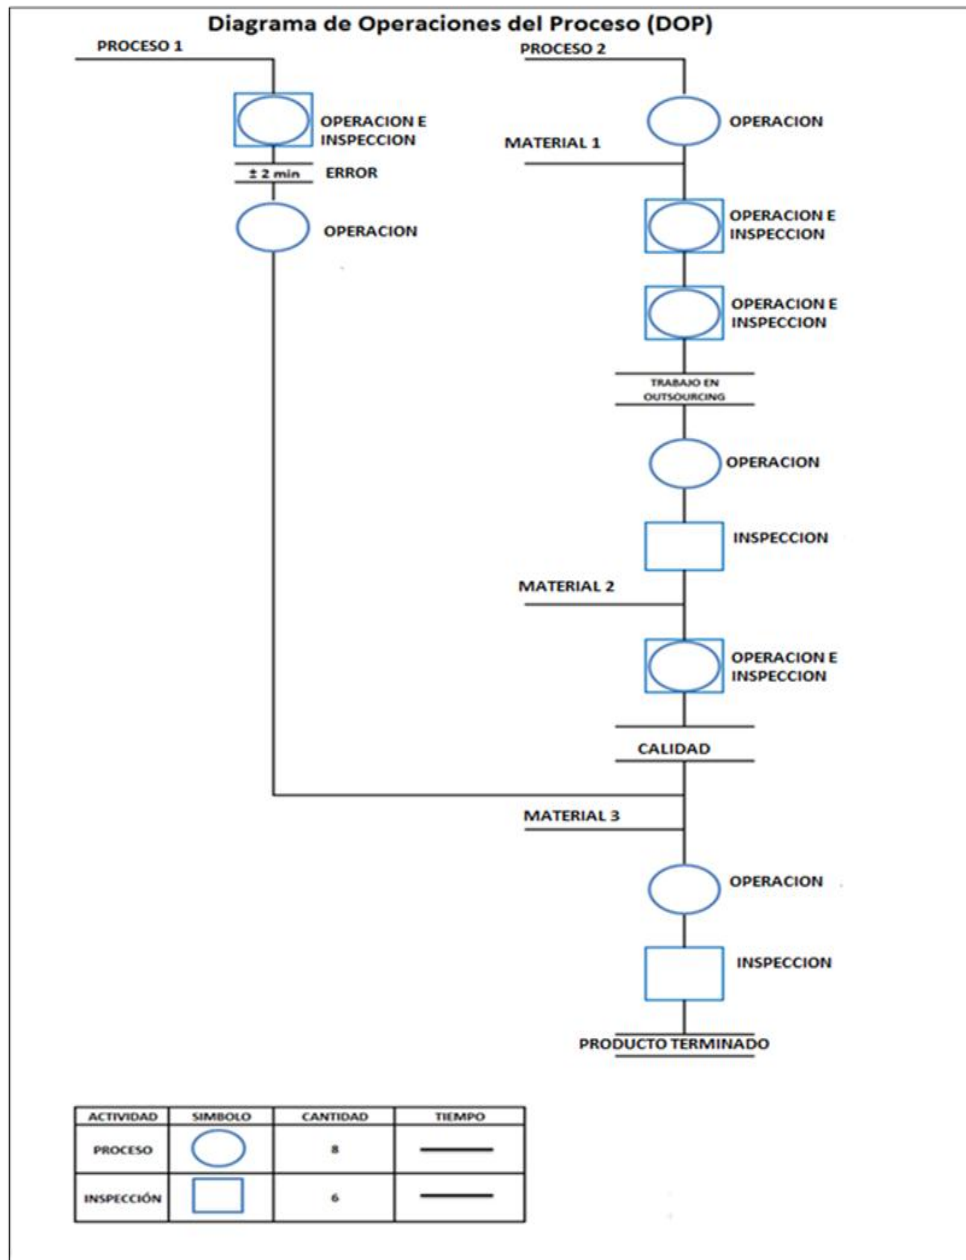 Diagrama de Operaciones del Proceso (DOP)
PROCESO 1
OPERACION E
INSPECCION
± 2 min
ERROR
OPERACION
PROCESO 2
OPERACION
MATERIAL 1
OPERACION E
INSPECCION
OPERACION E
INSPECCION
TRABAJO EN
OUTSOURCING
OPERACION
INSPECCION
MATERIAL 2
OPERACION E
INSPECCION
CALIDAD
MATERIAL 3
OPERACION
INSPECCION
PRODUCTO TERMINADO
ACTIVIDAD SIMBOLO CANTIDAD TIEMPO
PROCESO 8
INSPECCIÓN 6